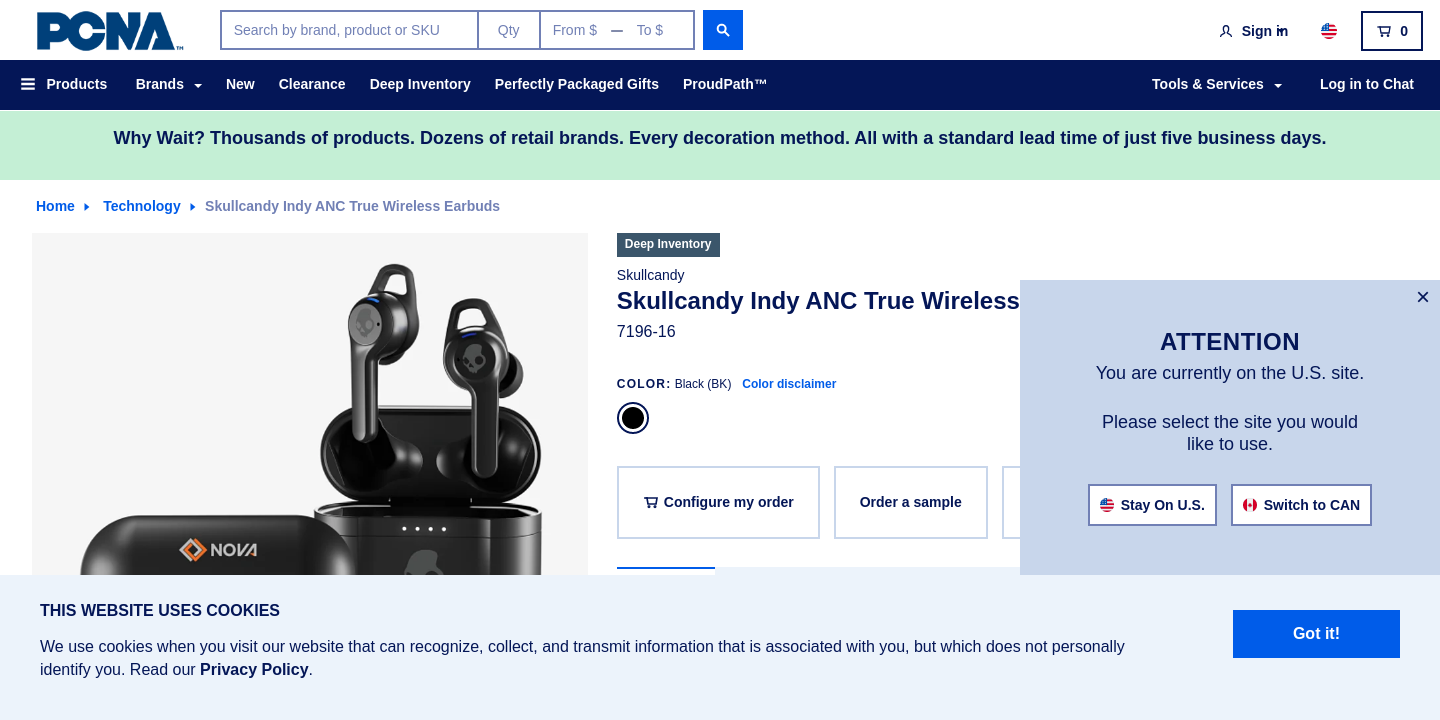 PCNA™
Search by brand, product or SKU
Qty
From $ — To $
Sign in
0
Products
Brands
New
Clearance
Deep Inventory
Perfectly Packaged Gifts
ProudPath™
Tools & Services
Log in to Chat
Why Wait? Thousands of products. Dozens of retail brands. Every decoration method. All with a standard lead time of just five business days.
Home
Technology
Skullcandy Indy ANC True Wireless Earbuds
NOVA
Deep Inventory
Skullcandy
Skullcandy Indy ANC True Wireless
7196-16
COLOR: Black (BK) Color disclaimer
Configure my order
Order a sample
×
ATTENTION
You are currently on the U.S. site.
Please select the site you would
like to use.
Stay On U.S.
Switch to CAN
THIS WEBSITE USES COOKIES
We use cookies when you visit our website that can recognize, collect, and transmit information that is associated with you, but which does not personally
identify you. Read our Privacy Policy.
Got it!